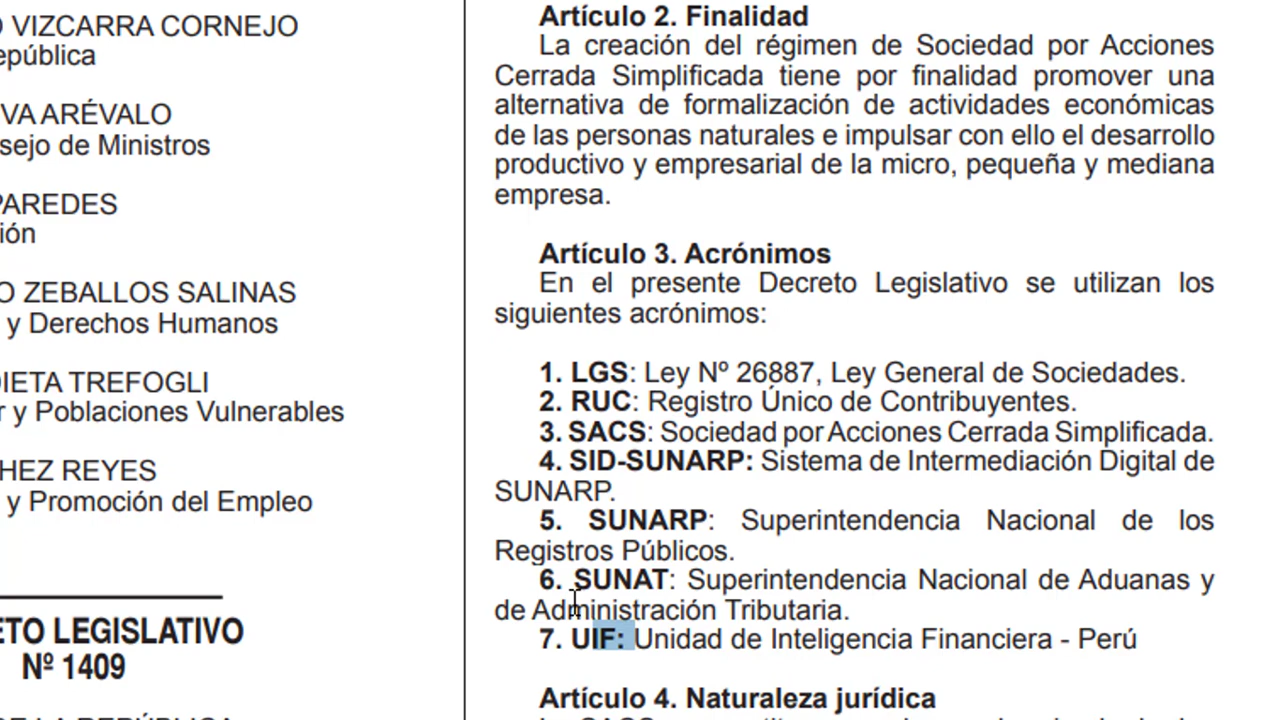 VIZCARRA CORNEJO
epública
VA ARÉVALO
sejo de Ministros
PAREDES
ión
O ZEBALLOS SALINAS
y Derechos Humanos
DIETA TREFOGLI
r y Poblaciones Vulnerables
HEZ REYES
y Promoción del Empleo
ETO LEGISLATIVO
Nº 1409
Artículo 2. Finalidad
La creación del régimen de Sociedad por Acciones
Cerrada Simplificada tiene por finalidad promover una
alternativa de formalización de actividades económicas
de las personas naturales e impulsar con ello el desarrollo
productivo y empresarial de la micro, pequeña y mediana
empresa.
Artículo 3. Acrónimos
En el presente Decreto Legislativo se utilizan los
siguientes acrónimos:
1. LGS: Ley Nº 26887, Ley General de Sociedades.
2. RUC: Registro Único de Contribuyentes.
3. SACS: Sociedad por Acciones Cerrada Simplificada.
4. SID-SUNARP: Sistema de Intermediación Digital de
SUNARP.
5. SUNARP: Superintendencia Nacional de los
Registros Públicos.
6. SUNAT: Superintendencia Nacional de Aduanas y
de Administración Tributaria.
7. UIF: Unidad de Inteligencia Financiera - Perú
Artículo 4. Naturaleza jurídica